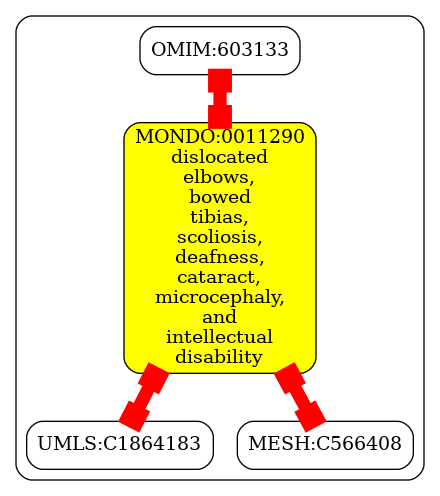 OMIM:603133
MONDO:0011290
dislocated
elbows,
bowed
tibias,
scoliosis,
deafness,
cataract,
microcephaly,
and
intellectual
disability
UMLS:C1864183
MESH:C566408